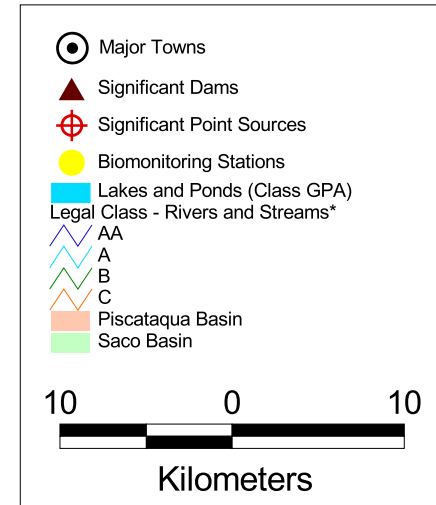 Major Towns
Significant Dams
Significant Point Sources
Biomonitoring Stations
Lakes and Ponds (Class GPA)
Legal Class - Rivers and Streams*
AA
A
B
C
Piscataqua Basin
Saco Basin
10 0 10
Kilometers